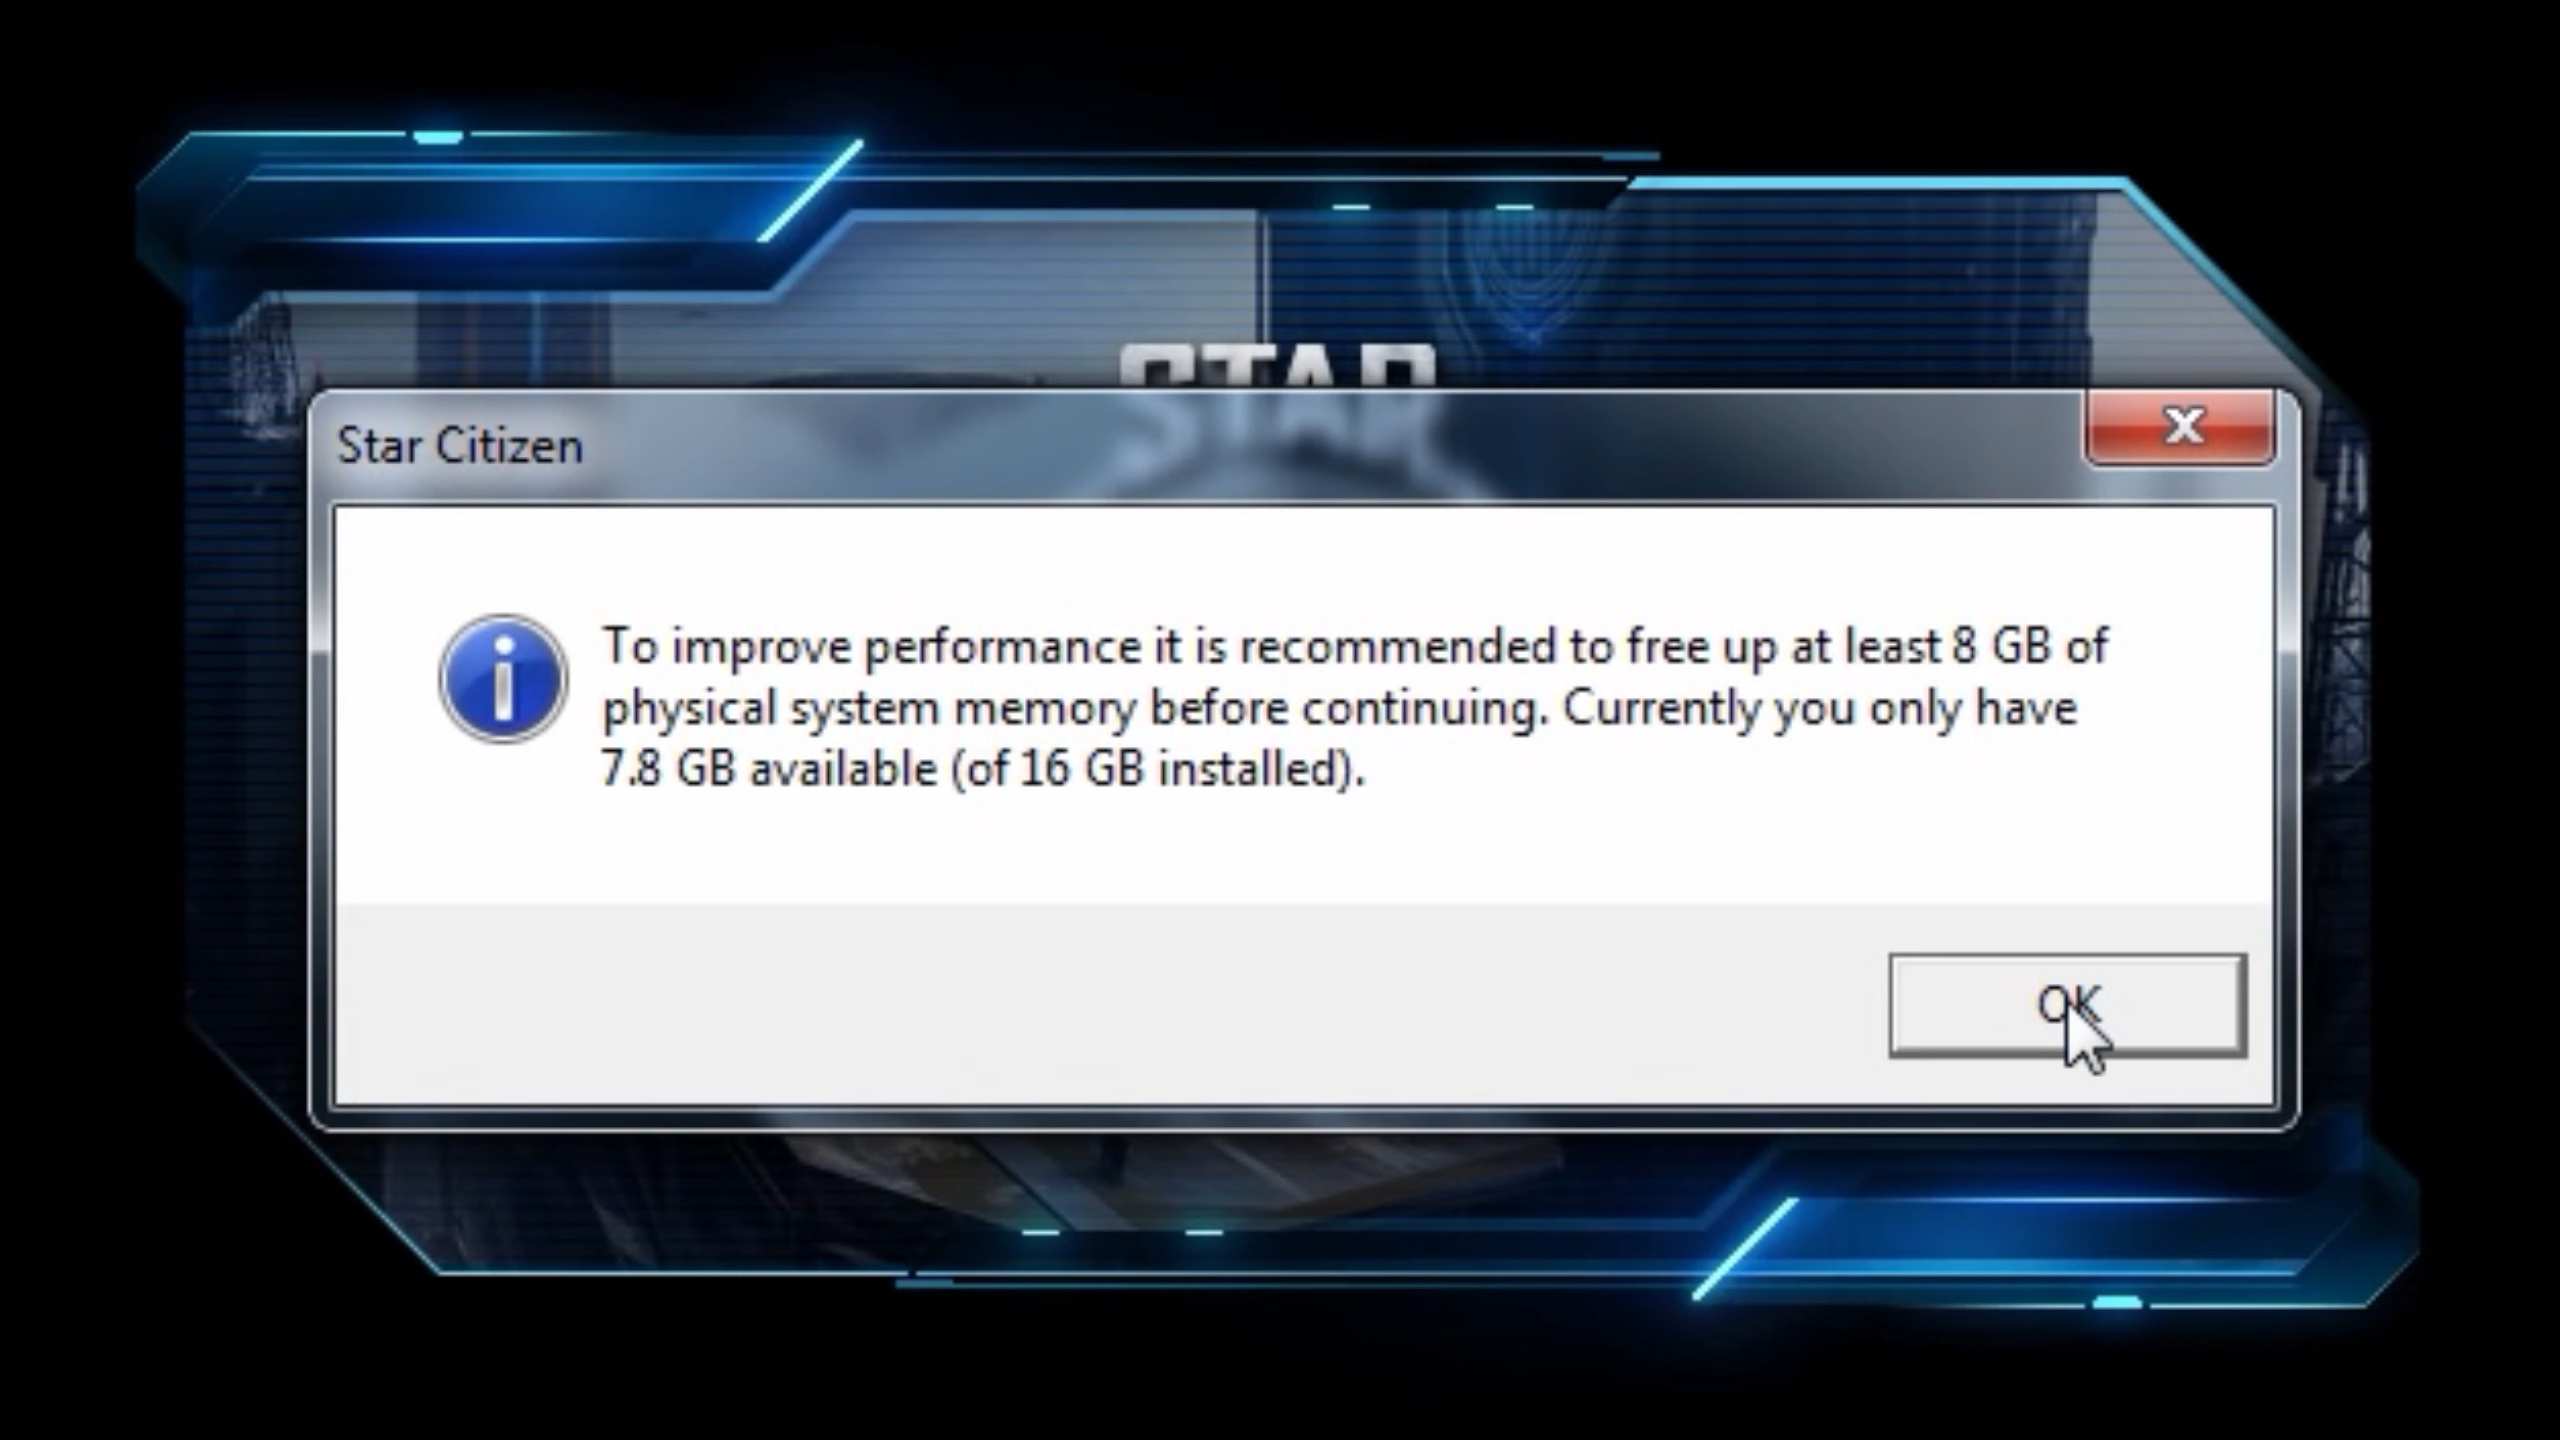 STAR
Star Citizen
To improve performance it is recommended to free up at least 8 GB of
physical system memory before continuing. Currently you only have
7.8 GB available (of 16 GB installed).
OK